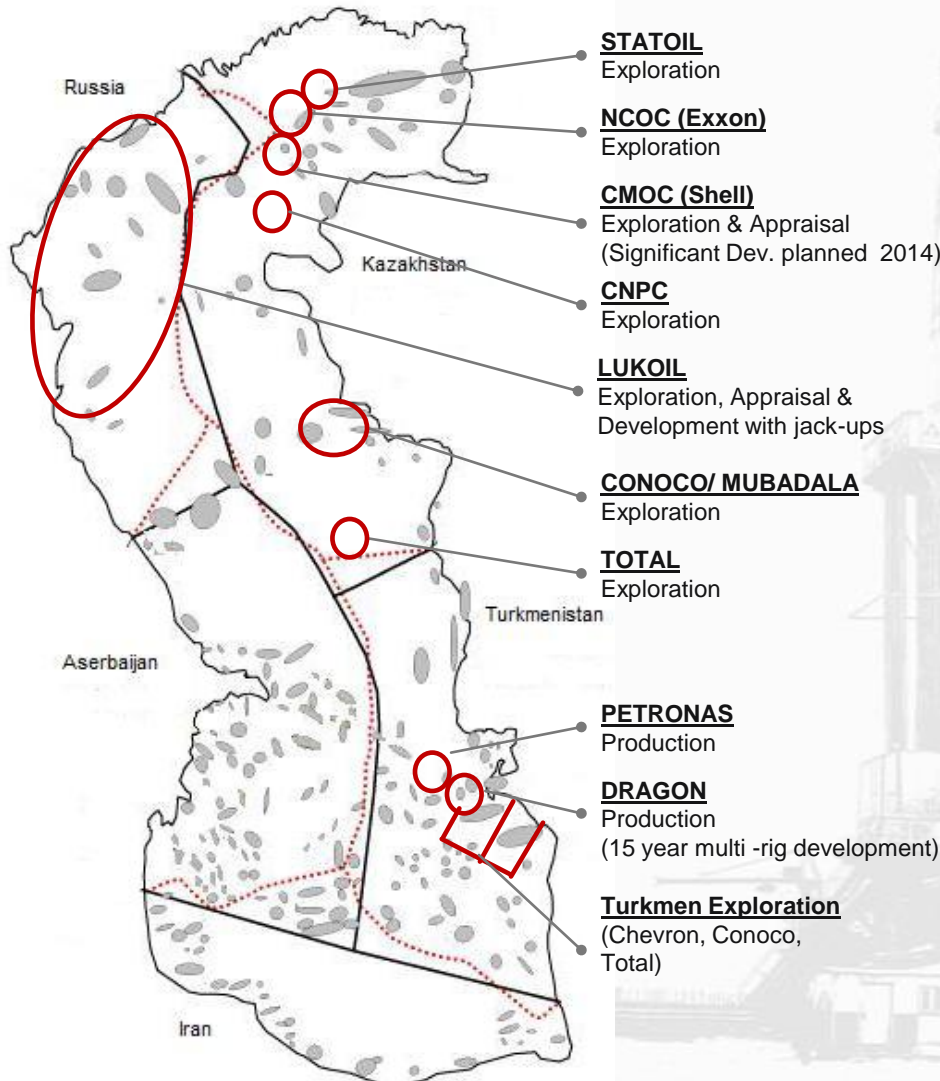 Russia
Kazakhstan
Turkmenistan
Aserbaijan
Iran
STATOIL
Exploration
NCOC (Exxon)
Exploration
CMOC (Shell)
Exploration & Appraisal
(Significant Dev. planned 2014)
CNPC
Exploration
LUKOIL
Exploration, Appraisal &
Development with jack-ups
CONOCO/ MUBADALA
Exploration
TOTAL
Exploration
PETRONAS
Production
DRAGON
Production
(15 year multi -rig development)
Turkmen Exploration
(Chevron, Conoco,
Total)